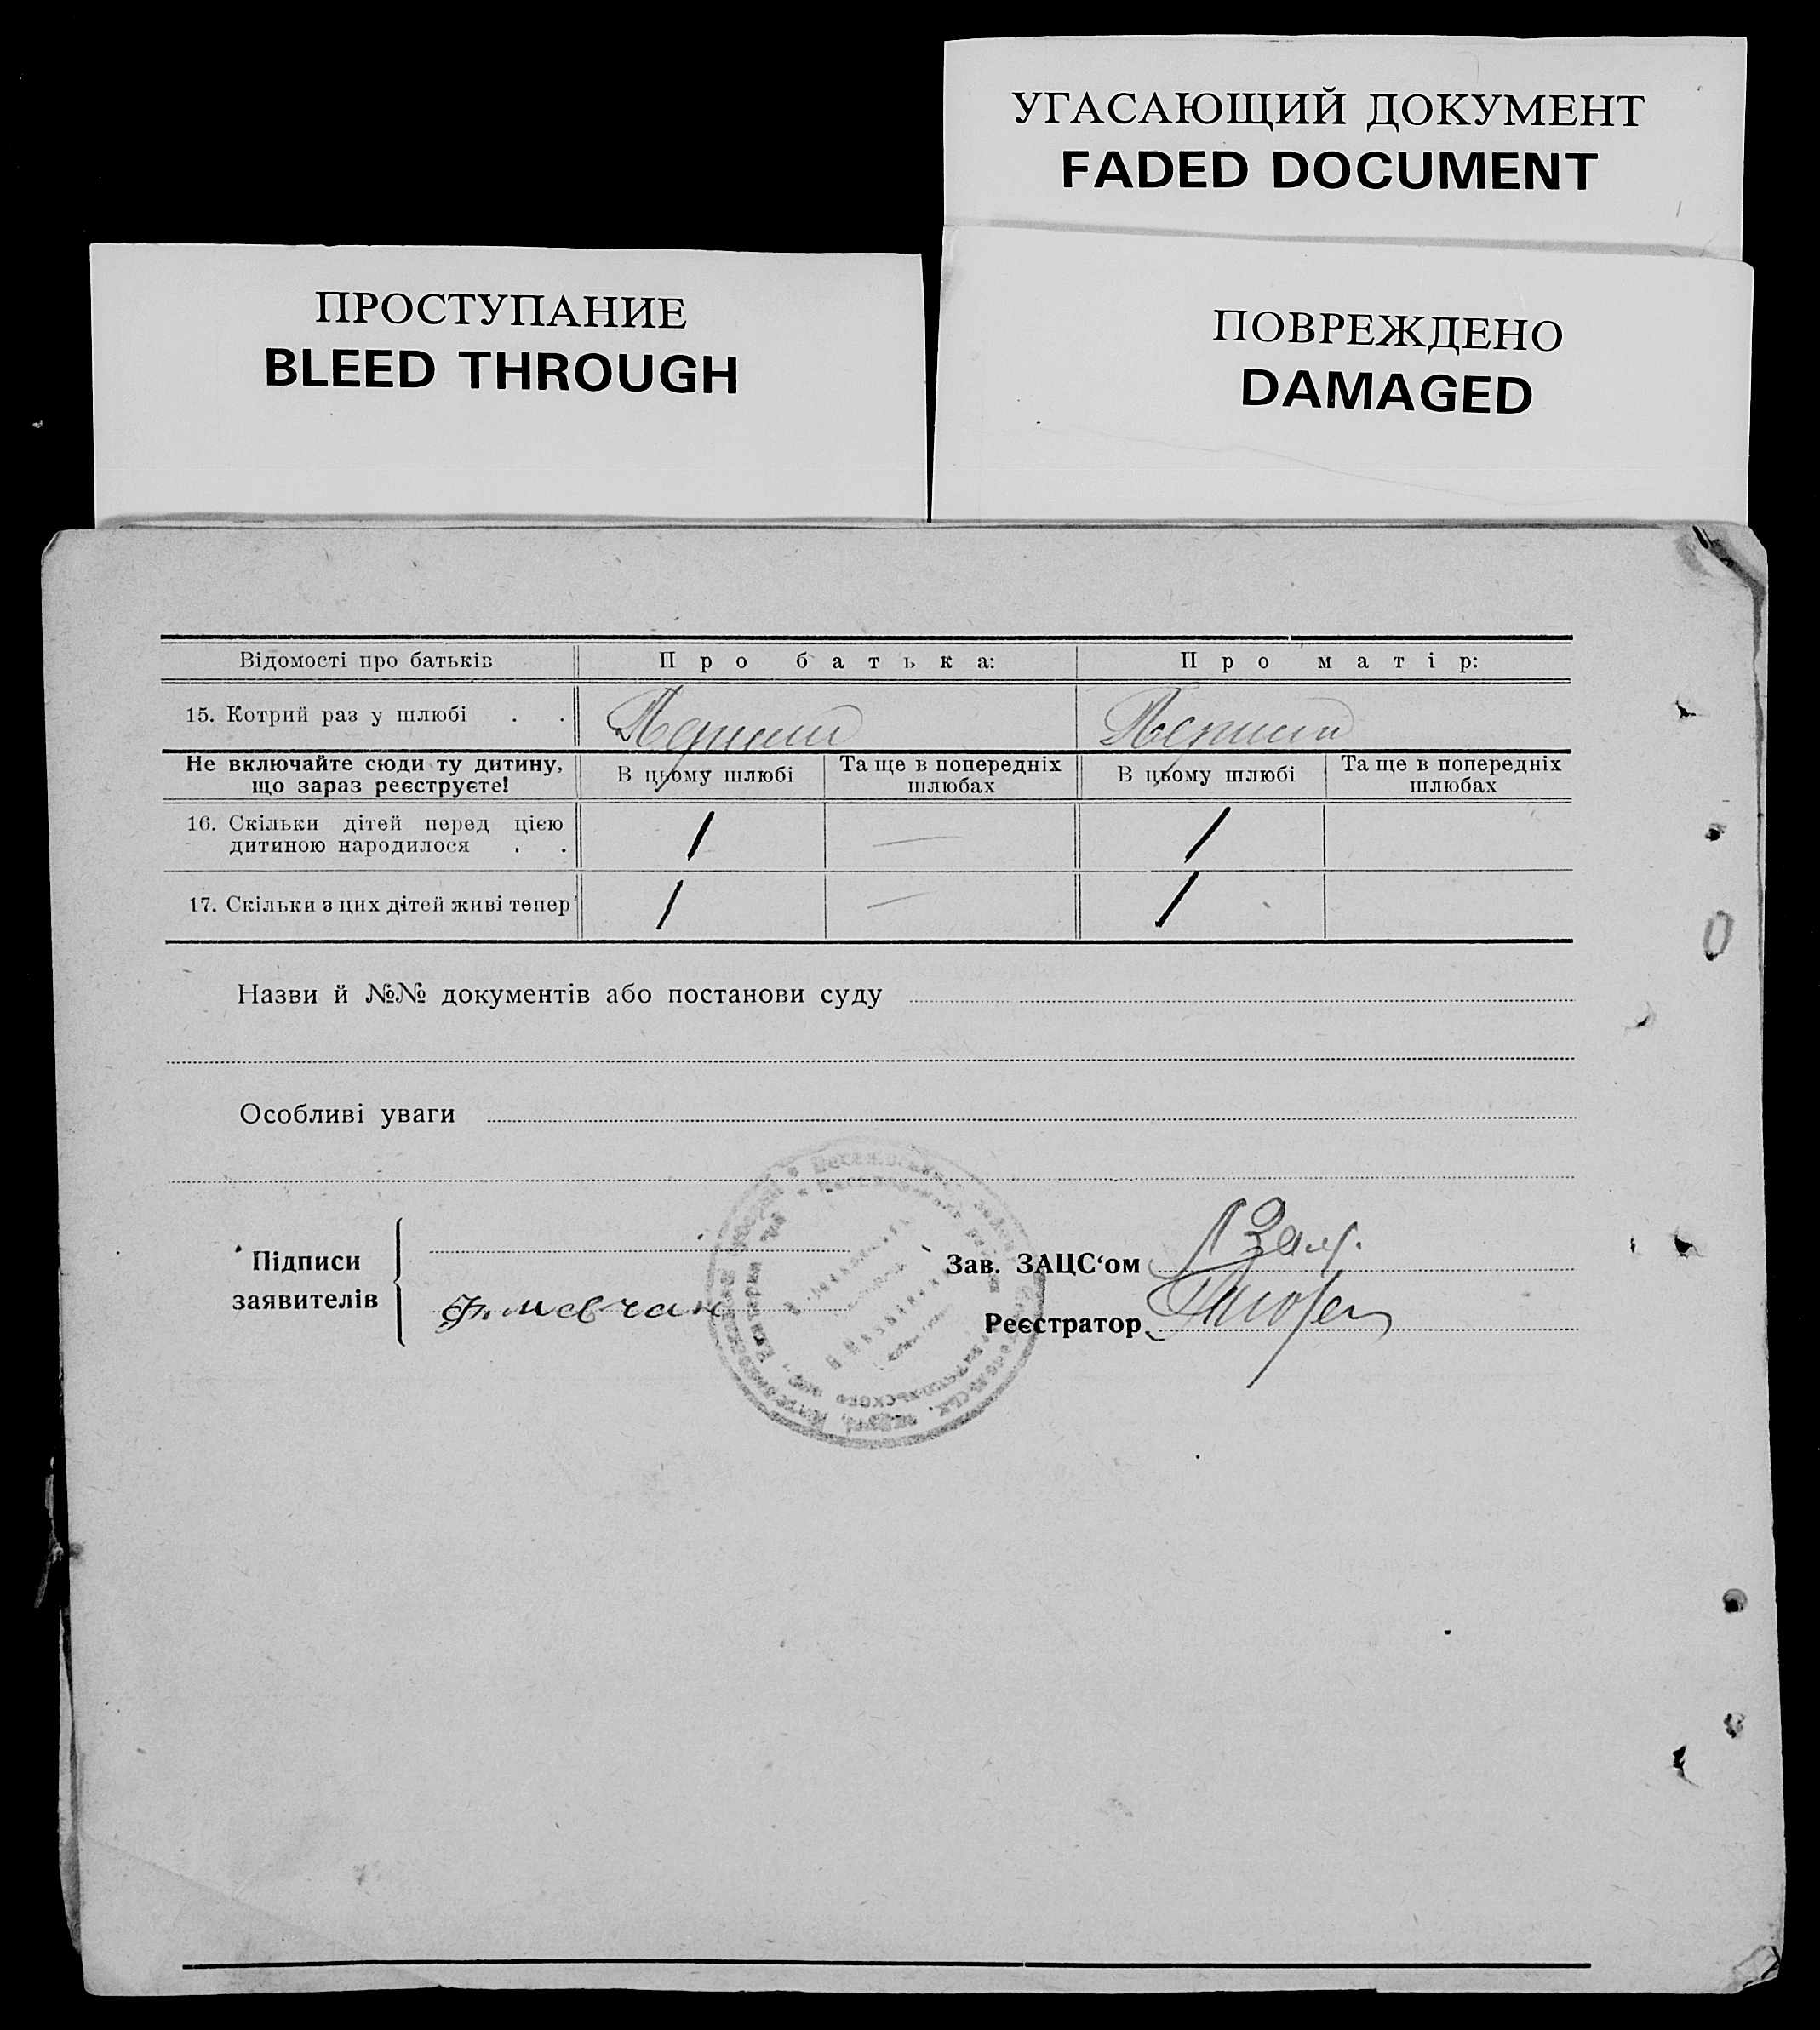 УГАСАЮЩИЙ ДОКУМЕНТ
FADED DOCUMENT
ПРОСТУПАНИЕ
BLEED THROUGH
ПОВРЕЖДЕНО
DAMAGED
Відомості про батьків Про батька: Про матір:
15. Котрий раз у шлюбі . . Перший Перший
Не включайте сюди ту дитину, що зараз реєструєте! В цьому шлюбі Та ще в попередніх шлюбах В цьому шлюбі Та ще в попередніх шлюбах
16. Скільки дітей перед цією дитиною народилося . . 1 — 1
17. Скільки з цих дітей живі тепер 1 — 1
Назви й №№ документів або постанови суду
Особливі уваги
Підписи заявителів
Зав. ЗАЦС‘ом
Реєстратор